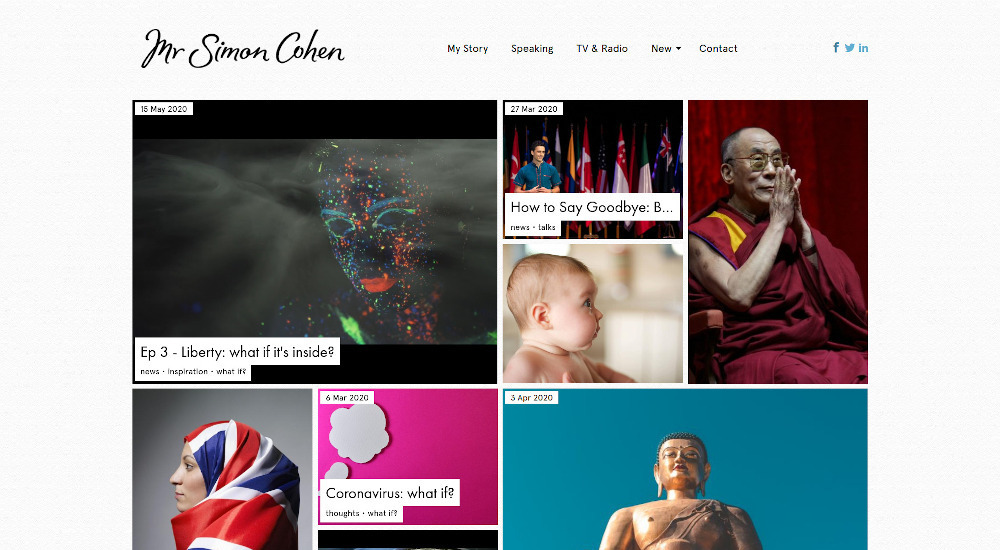 Mr Simon Cohen
My Story Speaking TV & Radio New Contact
15 May 2020
Ep 3 - Liberty: what if it's inside?
news · inspiration · what if?
27 Mar 2020
How to Say Goodbye: B...
news · talks
6 Mar 2020
Coronavirus: what if?
thoughts · what if?
3 Apr 2020